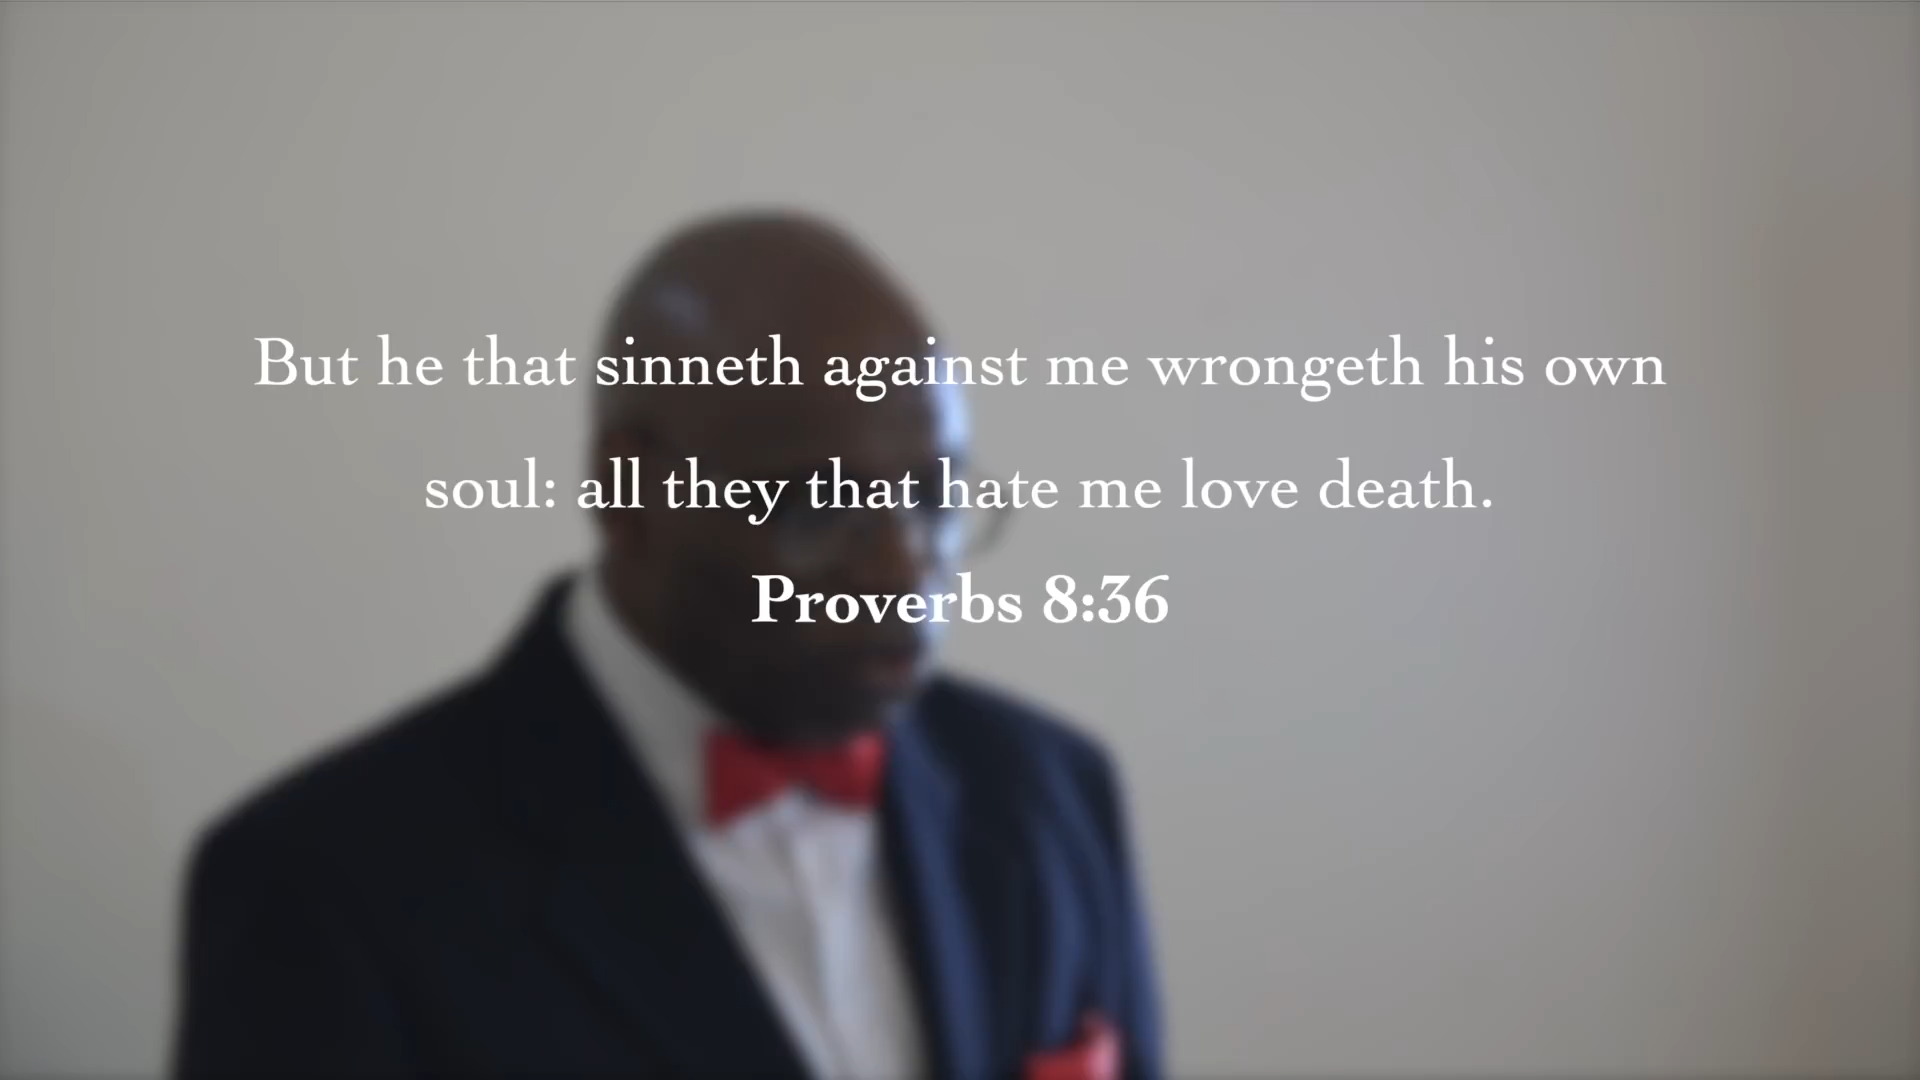 But he that sinneth against me wrongeth his own
soul: all they that hate me love death.
Proverbs 8:36